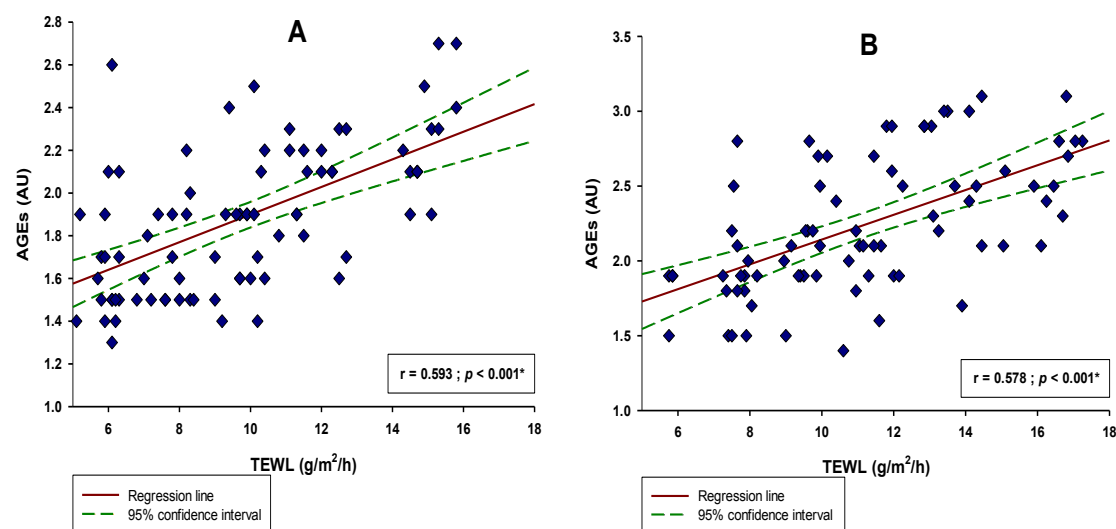 A
2.8
2.6
2.4
2.2
2.0
1.8
1.6
1.4
1.2
1.0
AGEs (AU)
r = 0.593 ; p < 0.001*
6 8 10 12 14 16 18
TEWL (g/m²/h)
Regression line
95% confidence interval
B
3.5
3.0
2.5
2.0
1.5
1.0
AGEs (AU)
r = 0.578 ; p < 0.001*
6 8 10 12 14 16 18
TEWL (g/m²/h)
Regression line
95% confidence interval